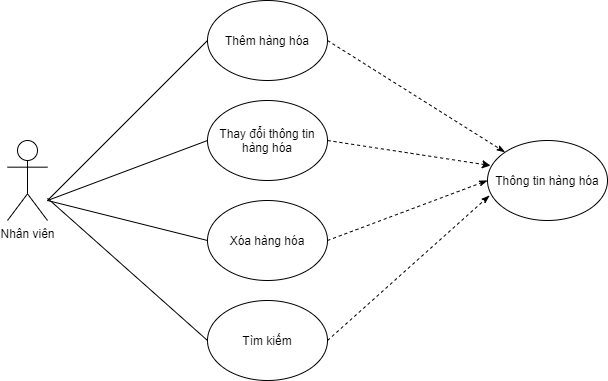 Thêm hàng hóa
Thay đổi thông tin
hàng hóa
Thông tin hàng hóa
Nhân viên
Xóa hàng hóa
Tìm kiếm